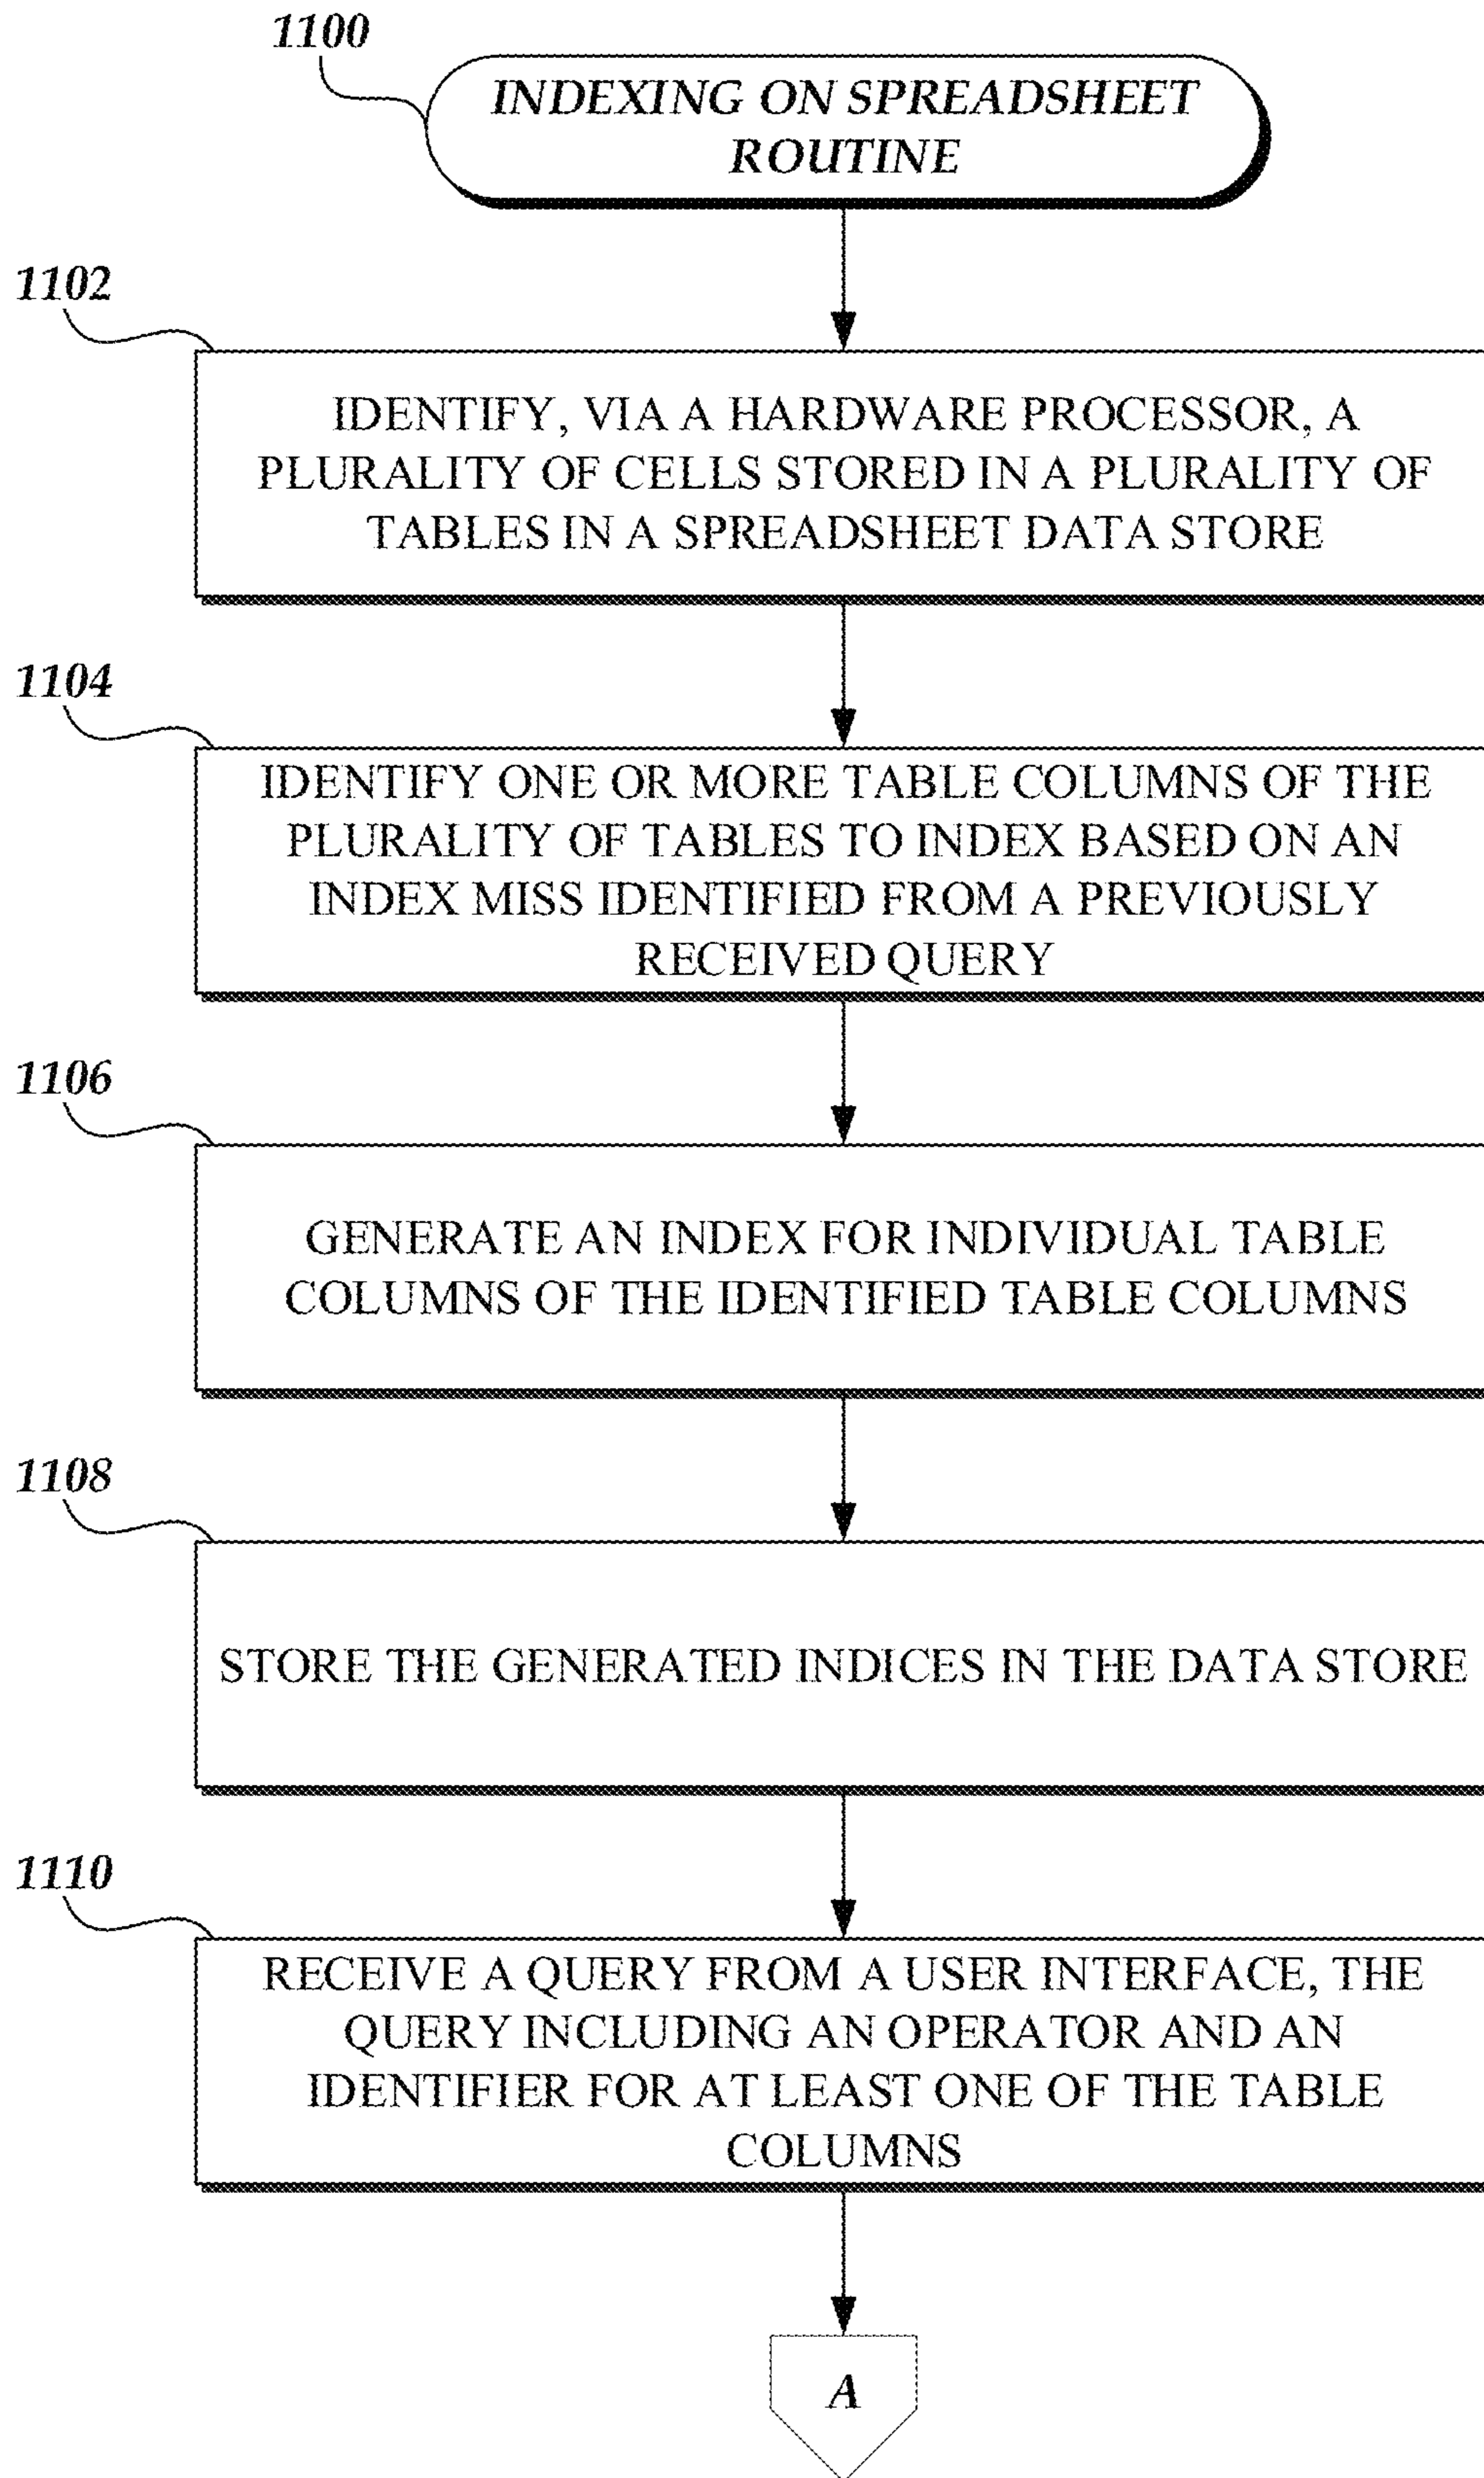 1100
INDEXING ON SPREADSHEET
ROUTINE
1102
IDENTIFY, VIA A HARDWARE PROCESSOR, A
PLURALITY OF CELLS STORED IN A PLURALITY OF
TABLES IN A SPREADSHEET DATA STORE
1104
IDENTIFY ONE OR MORE TABLE COLUMNS OF THE
PLURALITY OF TABLES TO INDEX BASED ON AN
INDEX MISS IDENTIFIED FROM A PREVIOUSLY
RECEIVED QUERY
1106
GENERATE AN INDEX FOR INDIVIDUAL TABLE
COLUMNS OF THE IDENTIFIED TABLE COLUMNS
1108
STORE THE GENERATED INDICES IN THE DATA STORE
1110
RECEIVE A QUERY FROM A USER INTERFACE, THE
QUERY INCLUDING AN OPERATOR AND AN
IDENTIFIER FOR AT LEAST ONE OF THE TABLE
COLUMNS
A